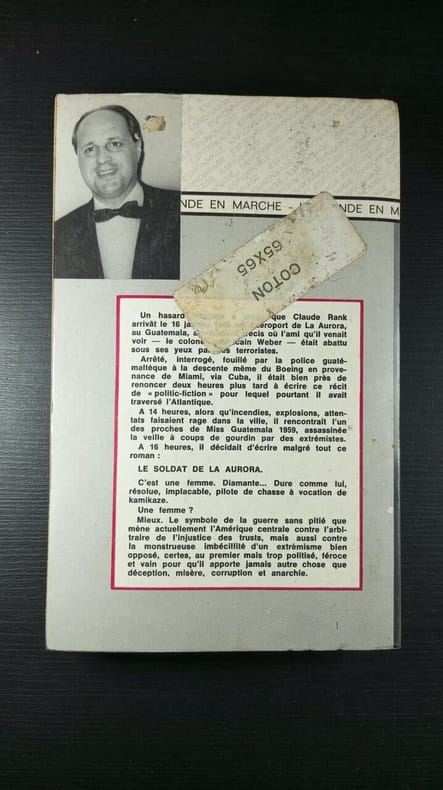 NDE EN MARCHE - NDE EN M
COTON
65X65
Un hasard que Claude Rank
arrivât le 16 ja éroport de La Aurora,
au Guatemala, écis où l'ami qu'il venait
voir — le colone ain Weber — était abattu
sous ses yeux pa es terroristes.
Arrêté, interrogé, fouillé par la police guaté-
maltèque à la descente même du Boeing en prove-
nance de Miami, via Cuba, il était bien près de
renoncer deux heures plus tard à écrire ce récit
de « politic-fiction » pour lequel pourtant il avait
traversé l'Atlantique.
A 14 heures, alors qu'incendies, explosions, atten-
tats faisaient rage dans la ville, il rencontrait l'un
des proches de Miss Guatemala 1959, assassinée
la veille à coups de gourdin par des extrémistes.
A 16 heures, il décidait d'écrire malgré tout ce
roman :
LE SOLDAT DE LA AURORA.
C'est une femme. Diamante... Dure comme lui,
résolue, implacable, pilote de chasse à vocation de
kamikaze.
Une femme ?
Mieux. Le symbole de la guerre sans pitié que
mène actuellement l'Amérique centrale contre l'arbi-
traire de l'injustice des trusts, mais aussi contre
la monstrueuse imbécillité d'un extrémisme bien
opposé, certes, au premier mais trop politisé, féroce
et vain pour qu'il apporte jamais autre chose que
déception, misère, corruption et anarchie.